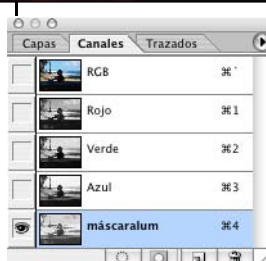 Capas Canales Trazados
RGB ⌘`
Rojo ⌘1
Verde ⌘2
Azul ⌘3
máscaralum ⌘4